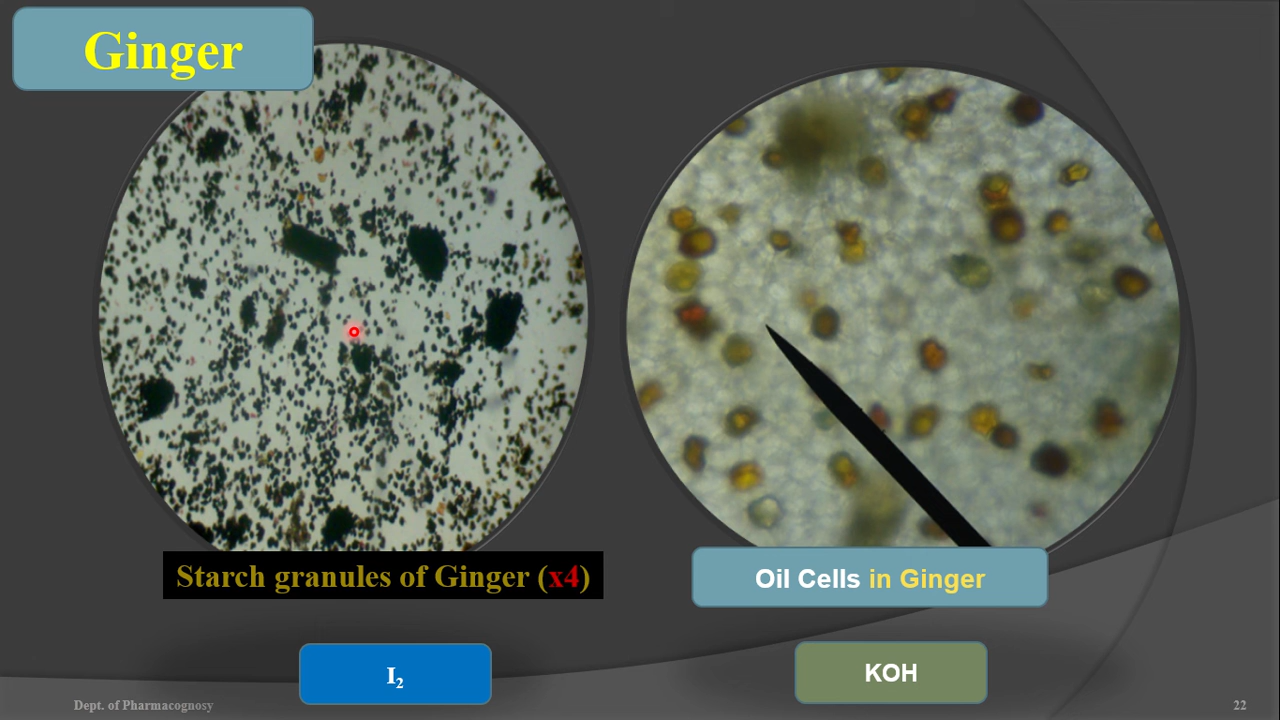 Ginger
Starch granules of Ginger (x4)
Oil Cells in Ginger
I₂
KOH
Dept. of Pharmacognosy
22